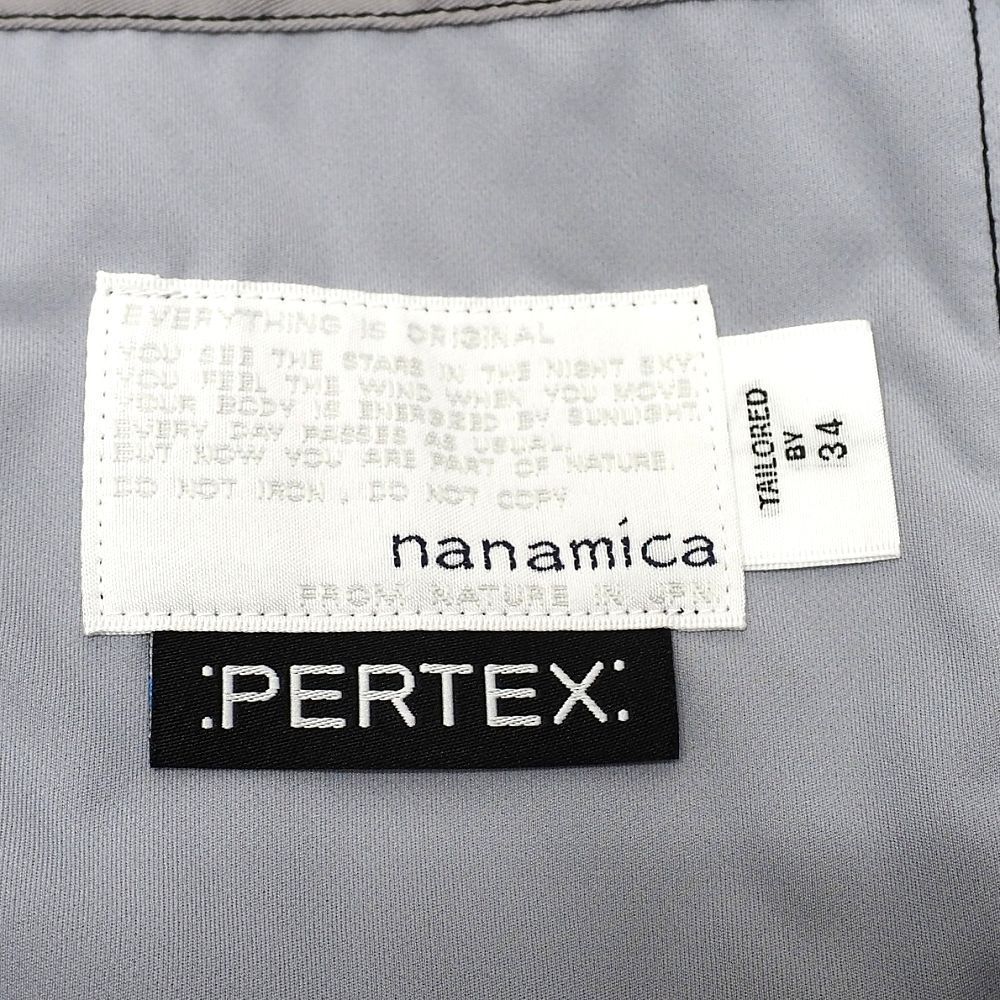 EVERYTHING IS ORIGINAL
YOU SEE THE STARS IN THE NIGHT SKY.
YOU FEEL THE WIND WHEN YOU MOVE.
YOUR BODY IS ENERGIZED BY SUNLIGHT.
EVERY DAY PASSES AS USUAL.
BUT NOW YOU ARE PART OF NATURE.
DO NOT IRON, DO NOT COPY
nanamica
FROM NATURE IN JPN.
TAILORED
BY
34
:PERTEX: